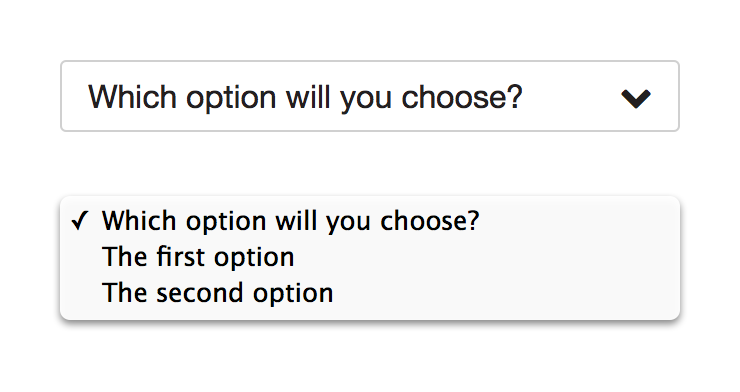 Which option will you choose?
✓ Which option will you choose?
The first option
The second option